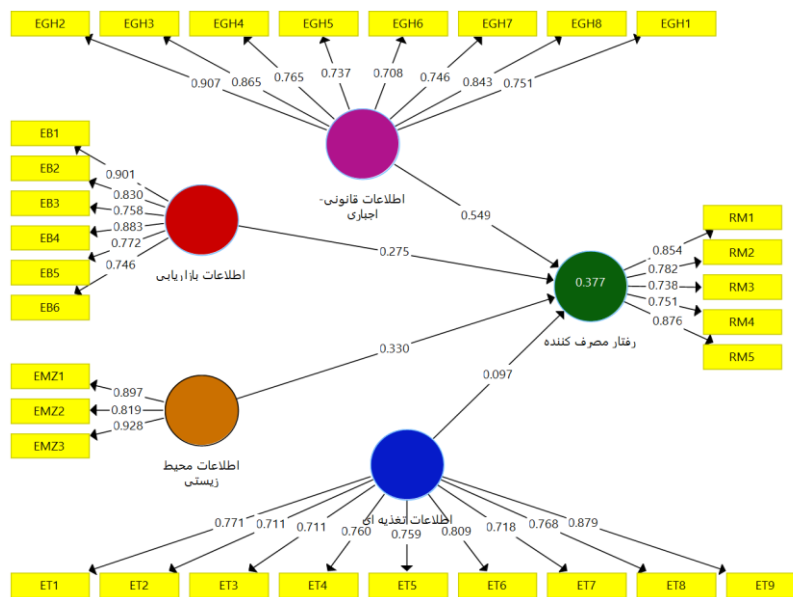 EGH2 EGH3 EGH4 EGH5 EGH6 EGH7 EGH8 EGH1
0.907 0.865 0.765 0.737 0.708 0.746 0.843 0.751
اطلاعات قانونی-
اجباری
EB1
EB2
EB3
EB4
EB5
EB6
0.901
0.830
0.758
0.883
0.772
0.746
اطلاعات بازاریابی
0.549
0.275
0.330
0.097
0.377
رفتار مصرف کننده
0.854
0.782
0.738
0.751
0.876
RM1
RM2
RM3
RM4
RM5
EMZ1
EMZ2
EMZ3
0.897
0.819
0.928
اطلاعات محیط
زیستی
اطلاعات تغذیه ای
0.771 0.711 0.711 0.760 0.759 0.809 0.718 0.768 0.879
ET1 ET2 ET3 ET4 ET5 ET6 ET7 ET8 ET9